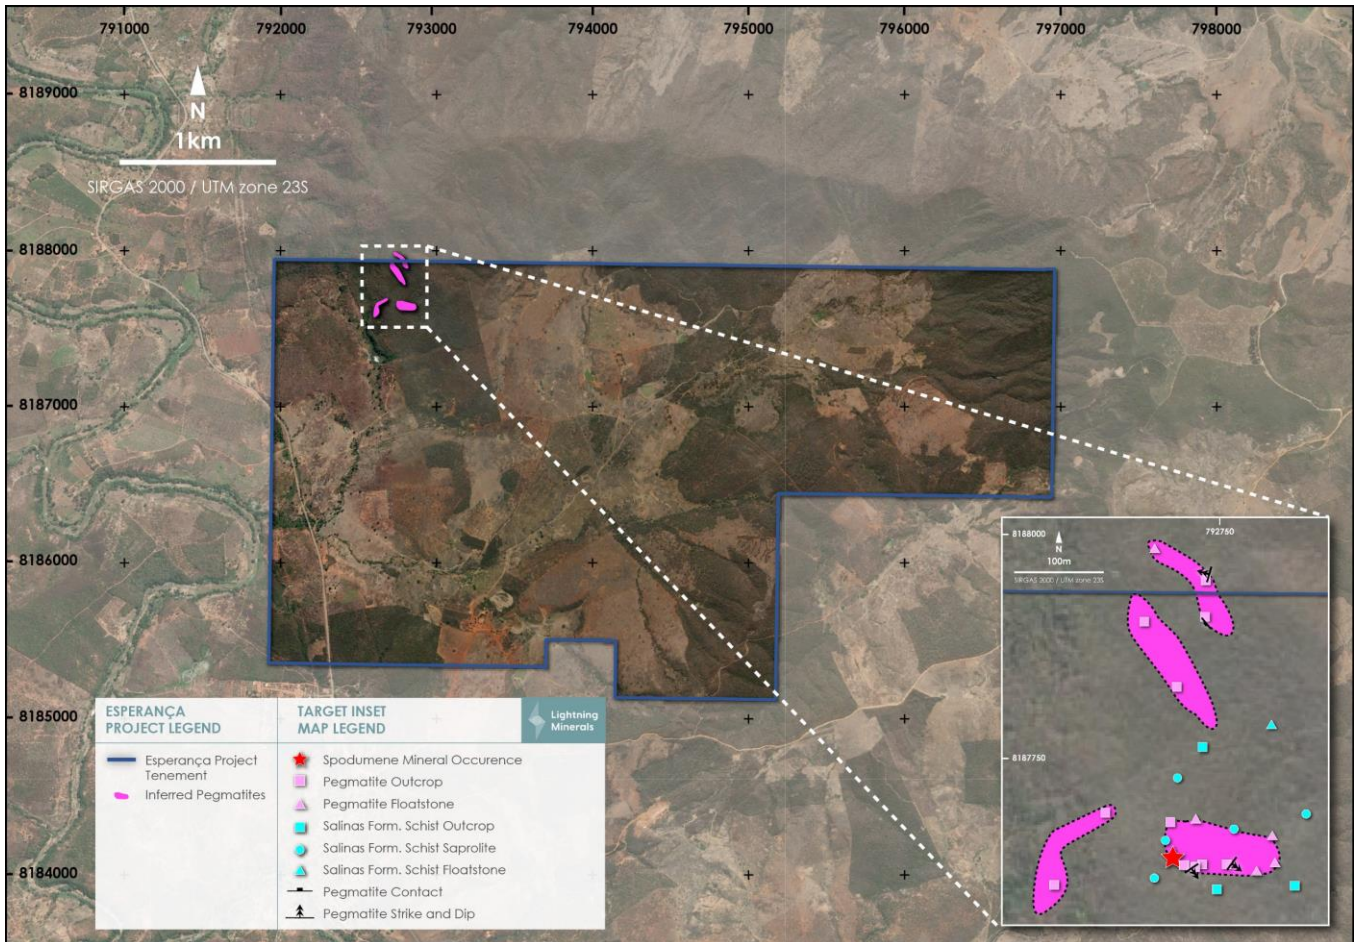 791000 792000 793000 794000 795000 796000 797000 798000
8189000
N
1km
SIRGAS 2000 / UTM zone 23S
8188000
8187000
8186000
8185000
8184000
792750
8188000
N
100m
SIRGAS 2000 / UTM 23S
8187750
ESPERANÇA
PROJECT LEGEND
Esperança Project
Tenement
Inferred Pegmatites
TARGET INSET
MAP LEGEND
Lightning
Minerals
Spodumene Mineral Occurence
Pegmatite Outcrop
Pegmatite Floatstone
Salinas Form. Schist Outcrop
Salinas Form. Schist Saprolite
Salinas Form. Schist Floatstone
Pegmatite Contact
Pegmatite Strike and Dip